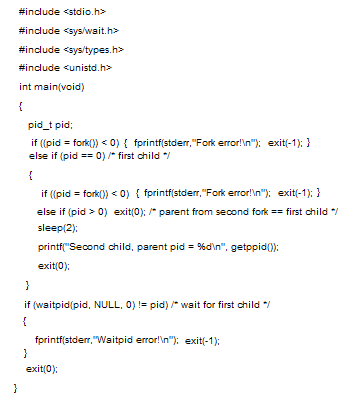 #include <stdio.h>
#include <sys/wait.h>
#include <sys/types.h>
#include <unistd.h>
int main(void)
{
pid_t pid;
if ((pid = fork()) < 0) { fprintf(stderr,"Fork error!\n"); exit(-1); }
else if (pid == 0) /* first child */
{
if ((pid = fork()) < 0) { fprintf(stderr,"Fork error!\n"); exit(-1); }
else if (pid > 0) exit(0); /* parent from second fork == first child */
sleep(2);
printf("Second child, parent pid = %d\n", getppid());
exit(0);
}
if (waitpid(pid, NULL, 0) != pid) /* wait for first child */
{
fprintf(stderr,"Waitpid error!\n"); exit(-1);
}
exit(0);
}